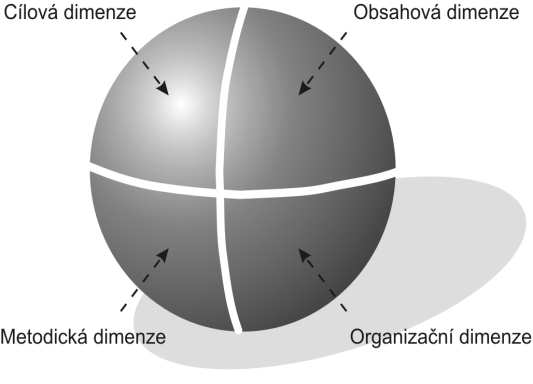 Cílová dimenze
Obsahová dimenze
Metodická dimenze
Organizační dimenze